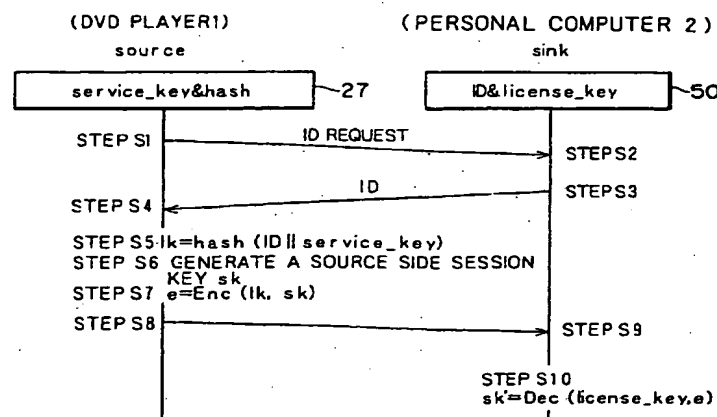 (DVD PLAYER1) (PERSONAL COMPUTER 2)
source sink
service_key&hash 27 ID&license_key 50
STEP S1 ID REQUEST STEP S2
STEP S4 ID STEP S3
STEP S5 lk=hash (ID || service_key)
STEP S6 GENERATE A SOURCE SIDE SESSION
KEY sk
STEP S7 e=Enc (lk, sk)
STEP S8 STEP S9
STEP S10
sk'=Dec (license_key,e)